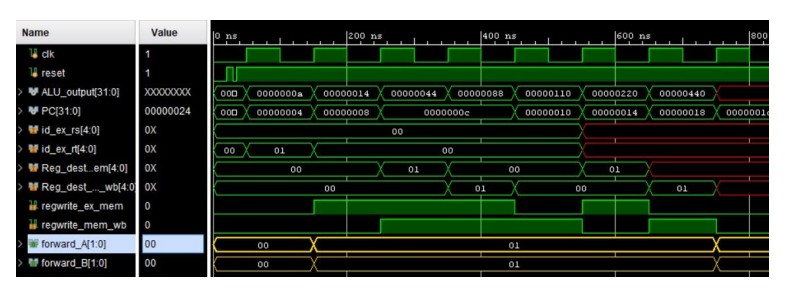 Name Value 0 ns 200 ns 400 ns 600 ns 800
clk 1
reset 1
ALU_output[31:0] XXXXXXXX 00 0000000a 00000014 00000044 00000088 00000110 00000220 00000440
PC[31:0] 00000024 00 00000004 00000008 0000000c 00000010 00000014 00000018 0000001c
id_ex_rs[4:0] 0X 00
id_ex_rt[4:0] 0X 00 01 00
Reg_dest...em[4:0] 0X 00 01 00 01
Reg_dest_..._wb[4:0] 0X 00 01 00 01
regwrite_ex_mem 0
regwrite_mem_wb 0
forward_A[1:0] 00 00 01
forward_B[1:0] 00 00 01